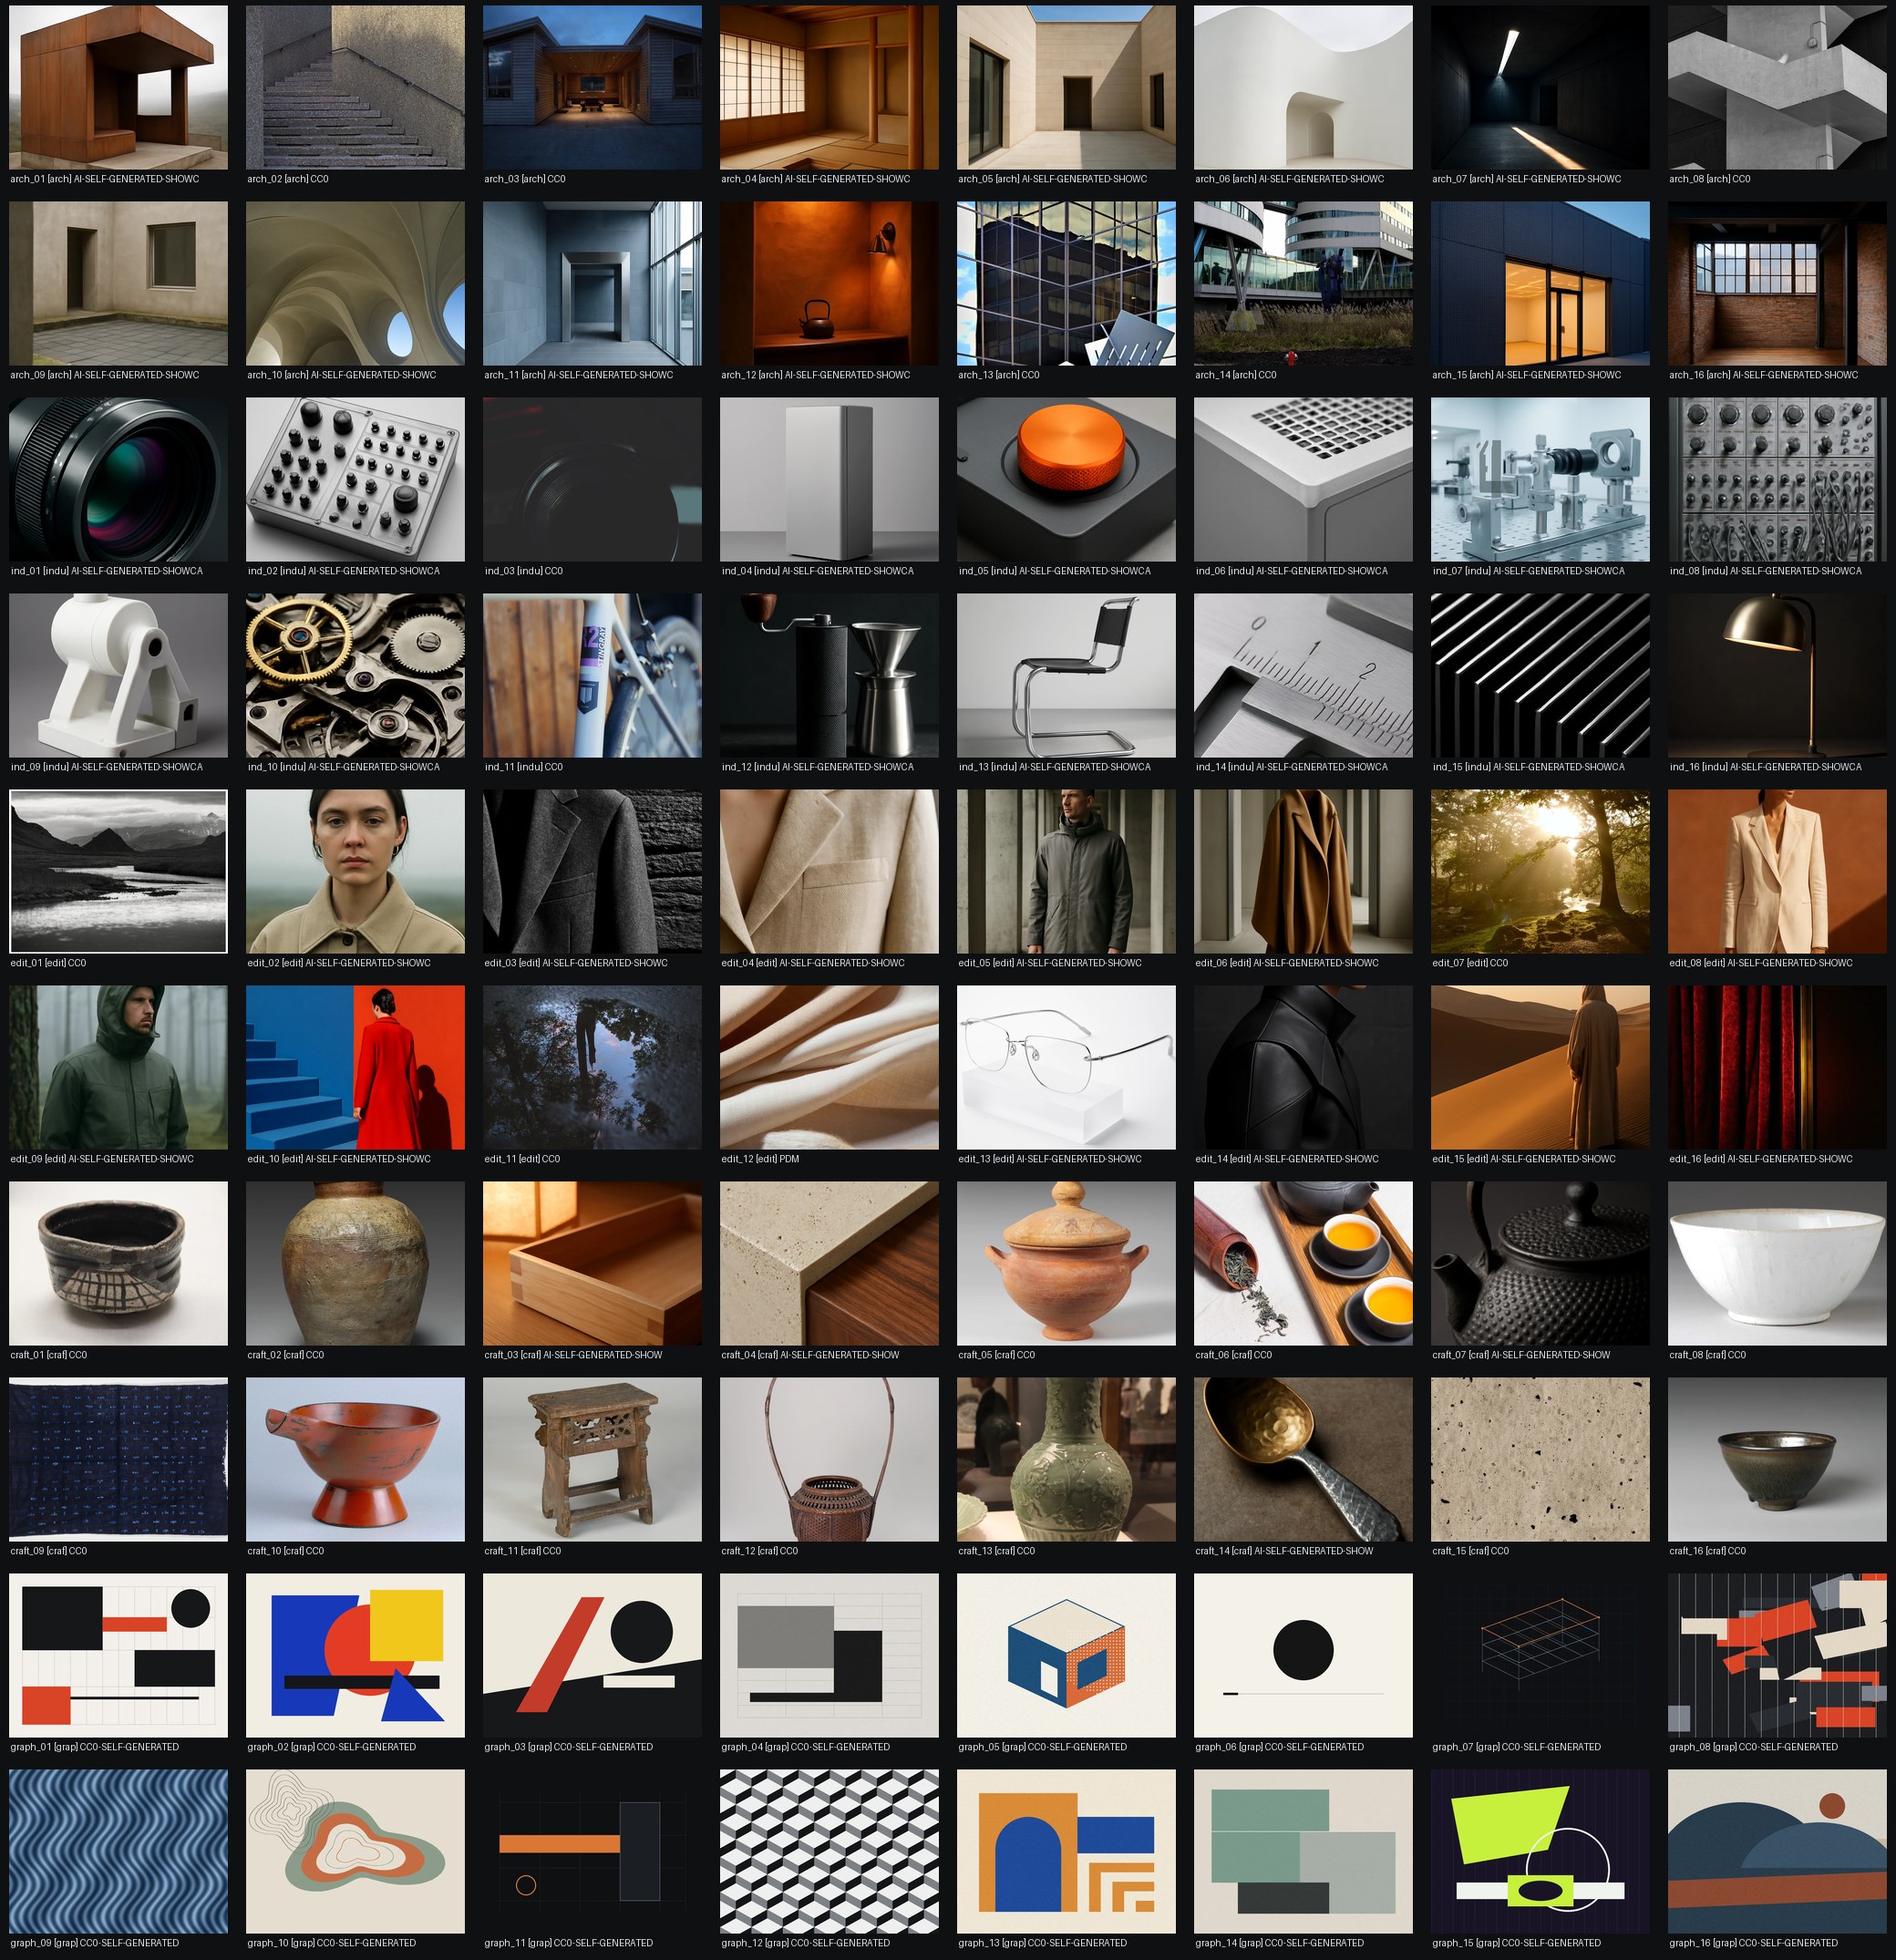 arch_01 [arch] AI-SELF-GENERATED-SHOWC
arch_02 [arch] CC0
arch_03 [arch] CC0
arch_04 [arch] AI-SELF-GENERATED-SHOWC
arch_05 [arch] AI-SELF-GENERATED-SHOWC
arch_06 [arch] AI-SELF-GENERATED-SHOWC
arch_07 [arch] AI-SELF-GENERATED-SHOWC
arch_08 [arch] CC0
arch_09 [arch] AI-SELF-GENERATED-SHOWC
arch_10 [arch] AI-SELF-GENERATED-SHOWC
arch_11 [arch] AI-SELF-GENERATED-SHOWC
arch_12 [arch] AI-SELF-GENERATED-SHOWC
arch_13 [arch] CC0
arch_14 [arch] CC0
arch_15 [arch] AI-SELF-GENERATED-SHOWC
arch_16 [arch] AI-SELF-GENERATED-SHOWC
ind_01 [indu] AI-SELF-GENERATED-SHOWCA
ind_02 [indu] AI-SELF-GENERATED-SHOWCA
ind_03 [indu] CC0
ind_04 [indu] AI-SELF-GENERATED-SHOWCA
ind_05 [indu] AI-SELF-GENERATED-SHOWCA
ind_06 [indu] AI-SELF-GENERATED-SHOWCA
ind_07 [indu] AI-SELF-GENERATED-SHOWCA
ind_08 [indu] AI-SELF-GENERATED-SHOWCA
0 1 2
ind_09 [indu] AI-SELF-GENERATED-SHOWCA
ind_10 [indu] AI-SELF-GENERATED-SHOWCA
ind_11 [indu] CC0
ind_12 [indu] AI-SELF-GENERATED-SHOWCA
ind_13 [indu] AI-SELF-GENERATED-SHOWCA
ind_14 [indu] AI-SELF-GENERATED-SHOWCA
ind_15 [indu] AI-SELF-GENERATED-SHOWCA
ind_16 [indu] AI-SELF-GENERATED-SHOWCA
edit_01 [edit] CC0
edit_02 [edit] AI-SELF-GENERATED-SHOWC
edit_03 [edit] AI-SELF-GENERATED-SHOWC
edit_04 [edit] AI-SELF-GENERATED-SHOWC
edit_05 [edit] AI-SELF-GENERATED-SHOWC
edit_06 [edit] AI-SELF-GENERATED-SHOWC
edit_07 [edit] CC0
edit_08 [edit] AI-SELF-GENERATED-SHOWC
edit_09 [edit] AI-SELF-GENERATED-SHOWC
edit_10 [edit] AI-SELF-GENERATED-SHOWC
edit_11 [edit] CC0
edit_12 [edit] PDM
edit_13 [edit] AI-SELF-GENERATED-SHOWC
edit_14 [edit] AI-SELF-GENERATED-SHOWC
edit_15 [edit] AI-SELF-GENERATED-SHOWC
edit_16 [edit] AI-SELF-GENERATED-SHOWC
craft_01 [craf] CC0
craft_02 [craf] CC0
craft_03 [craf] AI-SELF-GENERATED-SHOW
craft_04 [craf] AI-SELF-GENERATED-SHOW
craft_05 [craf] CC0
craft_06 [craf] CC0
craft_07 [craf] AI-SELF-GENERATED-SHOW
craft_08 [craf] CC0
craft_09 [craf] CC0
craft_10 [craf] CC0
craft_11 [craf] CC0
craft_12 [craf] CC0
craft_13 [craf] CC0
craft_14 [craf] AI-SELF-GENERATED-SHOW
craft_15 [craf] CC0
craft_16 [craf] CC0
graph_01 [grap] CC0-SELF-GENERATED
graph_02 [grap] CC0-SELF-GENERATED
graph_03 [grap] CC0-SELF-GENERATED
graph_04 [grap] CC0-SELF-GENERATED
graph_05 [grap] CC0-SELF-GENERATED
graph_06 [grap] CC0-SELF-GENERATED
graph_07 [grap] CC0-SELF-GENERATED
graph_08 [grap] CC0-SELF-GENERATED
graph_09 [grap] CC0-SELF-GENERATED
graph_10 [grap] CC0-SELF-GENERATED
graph_11 [grap] CC0-SELF-GENERATED
graph_12 [grap] CC0-SELF-GENERATED
graph_13 [grap] CC0-SELF-GENERATED
graph_14 [grap] CC0-SELF-GENERATED
graph_15 [grap] CC0-SELF-GENERATED
graph_16 [grap] CC0-SELF-GENERATED